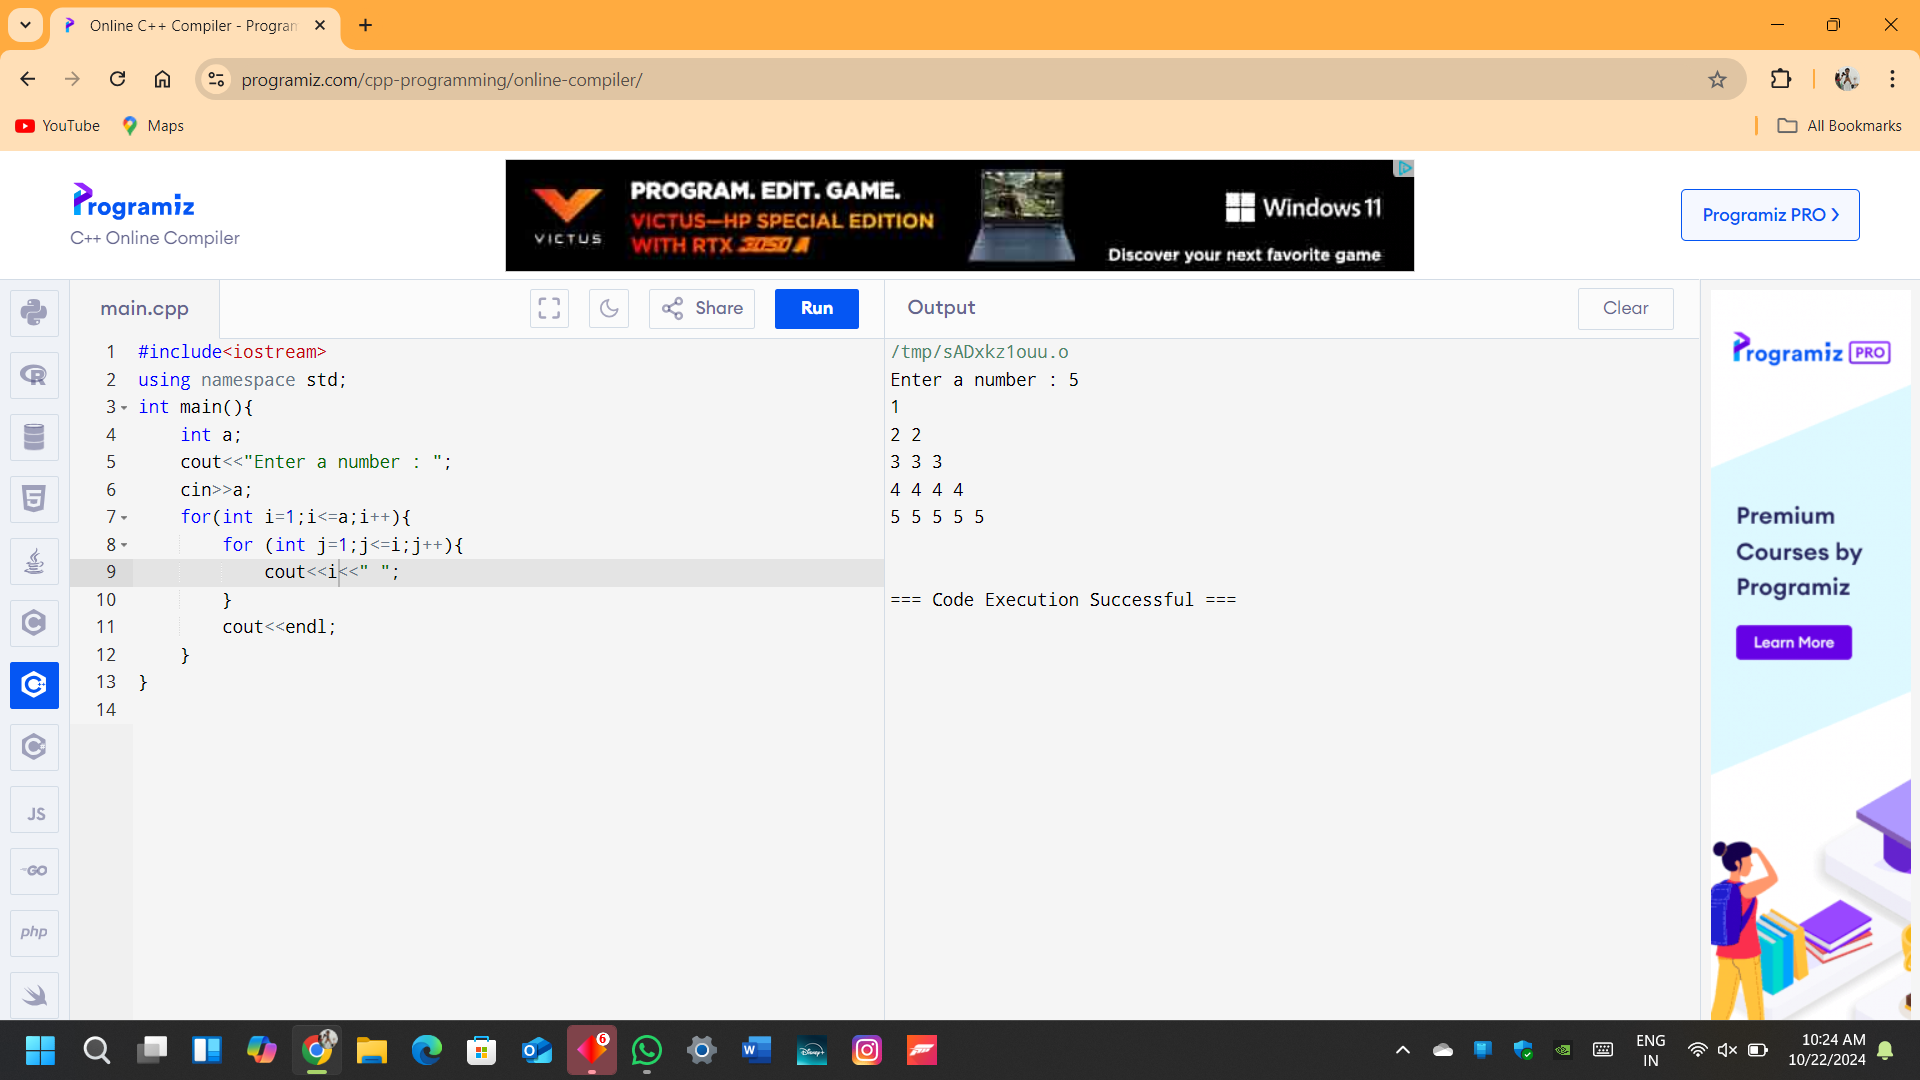 Online C++ Compiler - Progran
programiz.com/cpp-programming/online-compiler/
YouTube
Maps
All Bookmarks
Programiz
C++ Online Compiler
VICTUS
PROGRAM. EDIT. GAME.
VICTUS—HP SPECIAL EDITION
WITH RTX 3050 A
Windows 11
Discover your next favorite game
Programiz PRO
main.cpp
Share
Run
Output
Clear
1 #include<iostream>
2 using namespace std;
3 int main(){
4     int a;
5     cout<<"Enter a number : ";
6     cin>>a;
7     for(int i=1;i<=a;i++){
8         for (int j=1;j<=i;j++){
9             cout<<i<<" ";
10         }
11         cout<<endl;
12     }
13 }
14
/tmp/sADxkz1ouu.o
Enter a number : 5
1
2 2
3 3 3
4 4 4 4
5 5 5 5 5
=== Code Execution Successful ===
Programiz PRO
Premium
Courses by
Programiz
Learn More
JS
GO
php
6
Disney+
ENG
IN
10:24 AM
10/22/2024